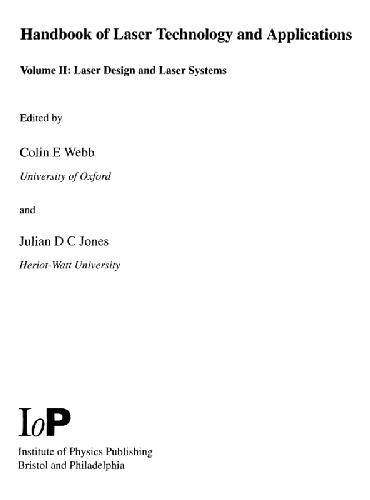 Handbook of Laser Technology and Applications
Volume II: Laser Design and Laser Systems
Edited by
Colin E Webb
University of Oxford
and
Julian D C Jones
Heriot-Watt University
IoP
Institute of Physics Publishing
Bristol and Philadelphia